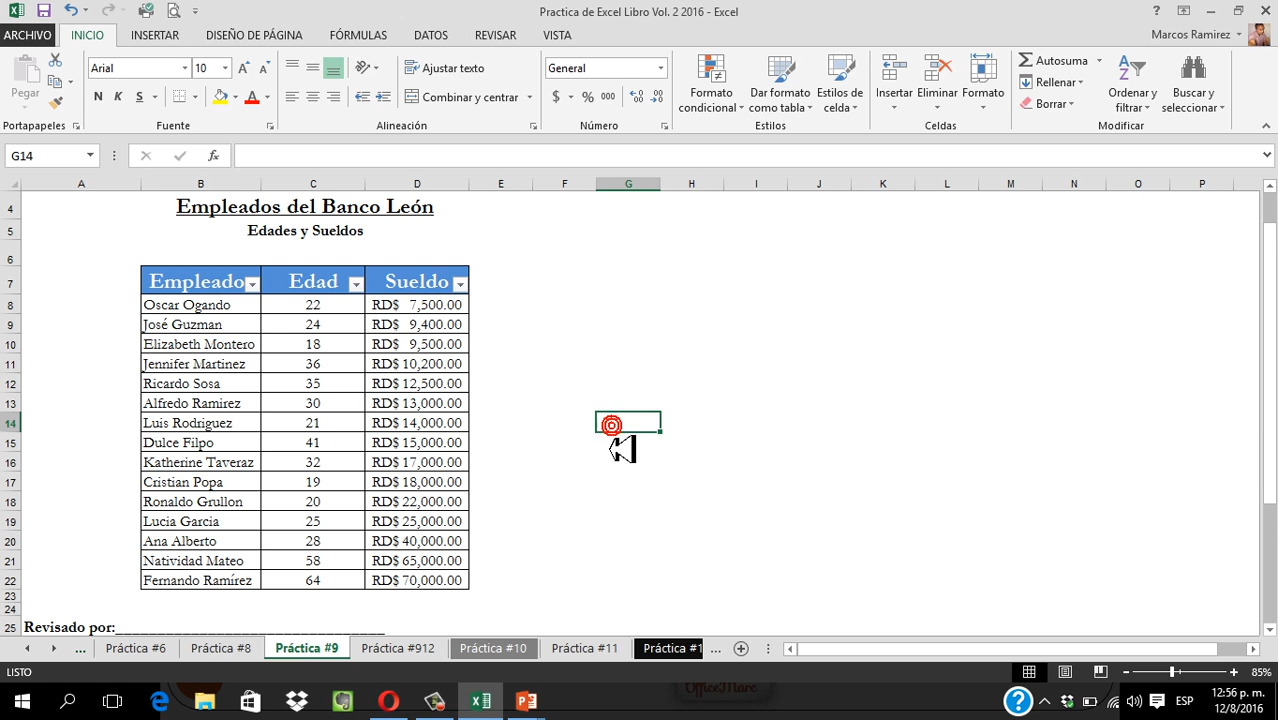 Practica de Excel Libro Vol. 2 2016 - Excel
ARCHIVO INICIO INSERTAR DISEÑO DE PÁGINA FÓRMULAS DATOS REVISAR VISTA Marcos Ramirez
Pegar Arial 10 Ajustar texto General Formato condicional Dar formato como tabla Estilos de celda Insertar Eliminar Formato Autosuma Rellenar Borrar Ordenar y filtrar Buscar y seleccionar
N K S Combinar y centrar $ % 000
Portapapeles Fuente Alineación Número Estilos Celdas Modificar
G14 fx
A B C D E F G H I J K L M N O P
4 Empleados del Banco León
5 Edades y Sueldos
6
7 Empleado Edad Sueldo
8 Oscar Ogando 22 RD$ 7,500.00
9 José Guzman 24 RD$ 9,400.00
10 Elizabeth Montero 18 RD$ 9,500.00
11 Jennifer Martinez 36 RD$ 10,200.00
12 Ricardo Sosa 35 RD$ 12,500.00
13 Alfredo Ramirez 30 RD$ 13,000.00
14 Luis Rodriguez 21 RD$ 14,000.00
15 Dulce Filpo 41 RD$ 15,000.00
16 Katherine Taveraz 32 RD$ 17,000.00
17 Cristian Popa 19 RD$ 18,000.00
18 Ronaldo Grullon 20 RD$ 22,000.00
19 Lucia Garcia 25 RD$ 25,000.00
20 Ana Alberto 28 RD$ 40,000.00
21 Natividad Mateo 58 RD$ 65,000.00
22 Fernando Ramírez 64 RD$ 70,000.00
23
24
25 Revisado por:________________________________
... Práctica #6 Práctica #8 Práctica #9 Práctica #912 Práctica #10 Práctica #11 Práctica #1 ...
LISTO 85%
OfficeMarc
ESP 12:56 p. m.
12/8/2016